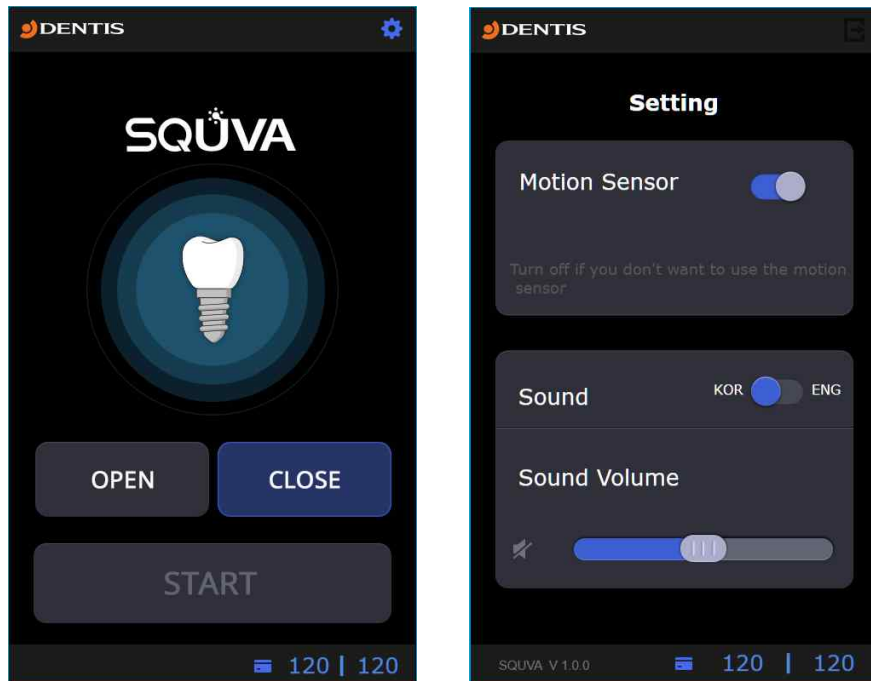 DENTIS
SQUVA
OPEN
CLOSE
START
120 | 120
DENTIS
Setting
Motion Sensor
Turn off if you don't want to use the motion
sensor
Sound
KOR
ENG
Sound Volume
SQUVA V 1.0.0
120 | 120